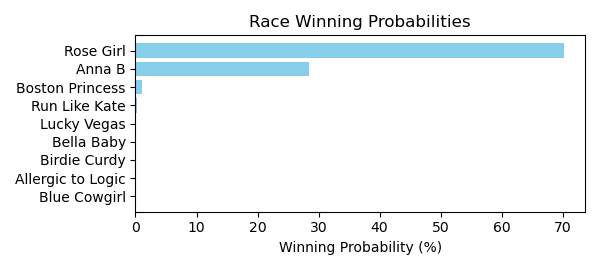 Race Winning Probabilities
Rose Girl
Anna B
Boston Princess
Run Like Kate
Lucky Vegas
Bella Baby
Birdie Curdy
Allergic to Logic
Blue Cowgirl
0 10 20 30 40 50 60 70
Winning Probability (%)